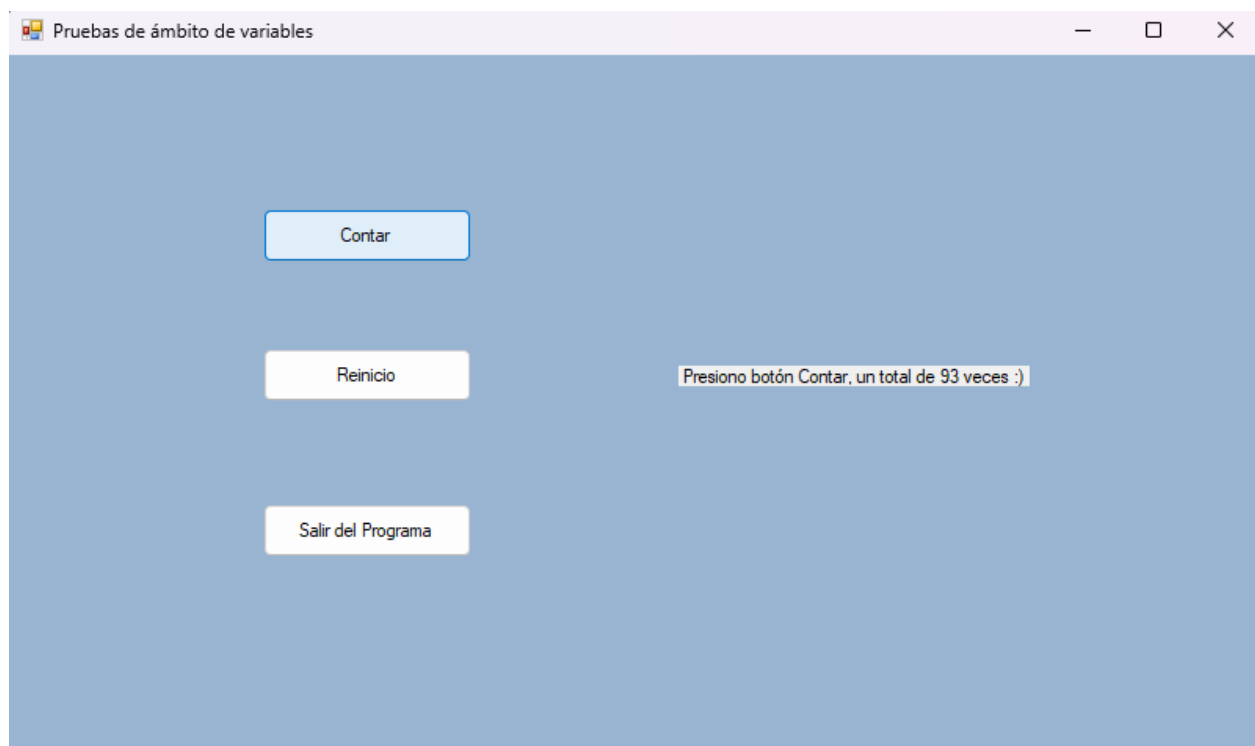 Pruebas de ámbito de variables
Contar
Reinicio
Presiono botón Contar, un total de 93 veces :)
Salir del Programa